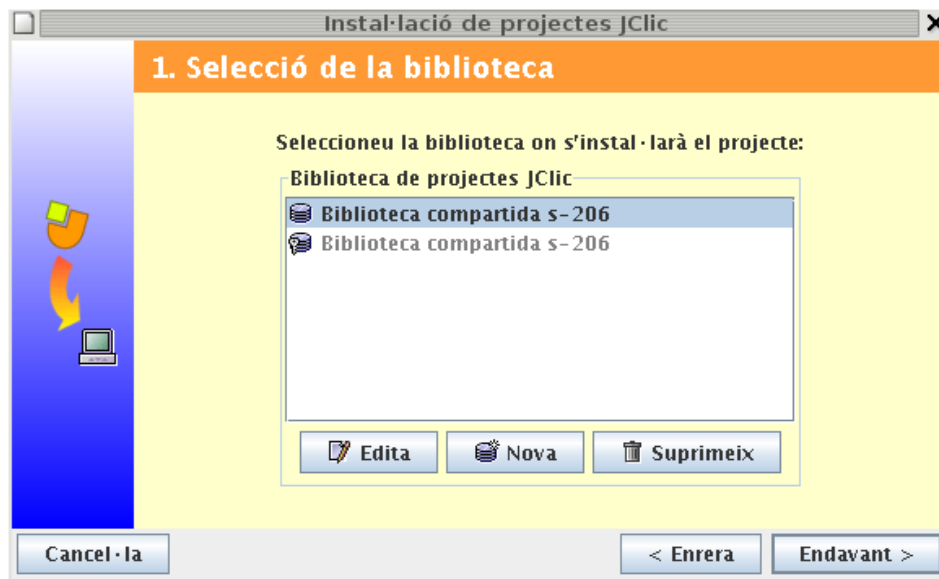 Instal·lació de projectes JClic
1. Selecció de la biblioteca
Seleccioneu la biblioteca on s'instal·larà el projecte:
Biblioteca de projectes JClic
Biblioteca compartida s-206
Biblioteca compartida s-206
Edita
Nova
Suprimeix
Cancel·la
< Enrera
Endavant >